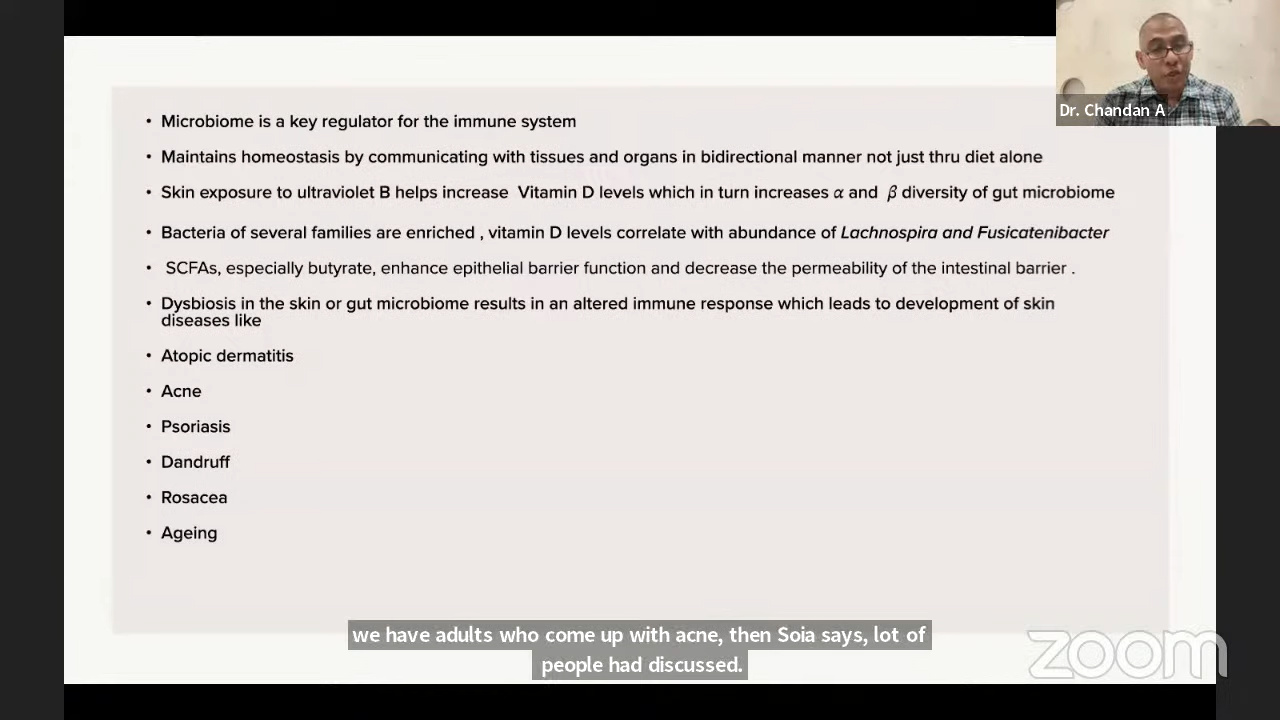 Dr. Chandan A
• Microbiome is a key regulator for the immune system
• Maintains homeostasis by communicating with tissues and organs in bidirectional manner not just thru diet alone
• Skin exposure to ultraviolet B helps increase Vitamin D levels which in turn increases α and β diversity of gut microbiome
• Bacteria of several families are enriched , vitamin D levels correlate with abundance of Lachnospira and Fusicatenibacter
• SCFAs, especially butyrate, enhance epithelial barrier function and decrease the permeability of the intestinal barrier .
• Dysbiosis in the skin or gut microbiome results in an altered immune response which leads to development of skin
diseases like
• Atopic dermatitis
• Acne
• Psoriasis
• Dandruff
• Rosacea
• Ageing
we have adults who come up with acne, then Soia says, lot of
people had discussed.
zoom